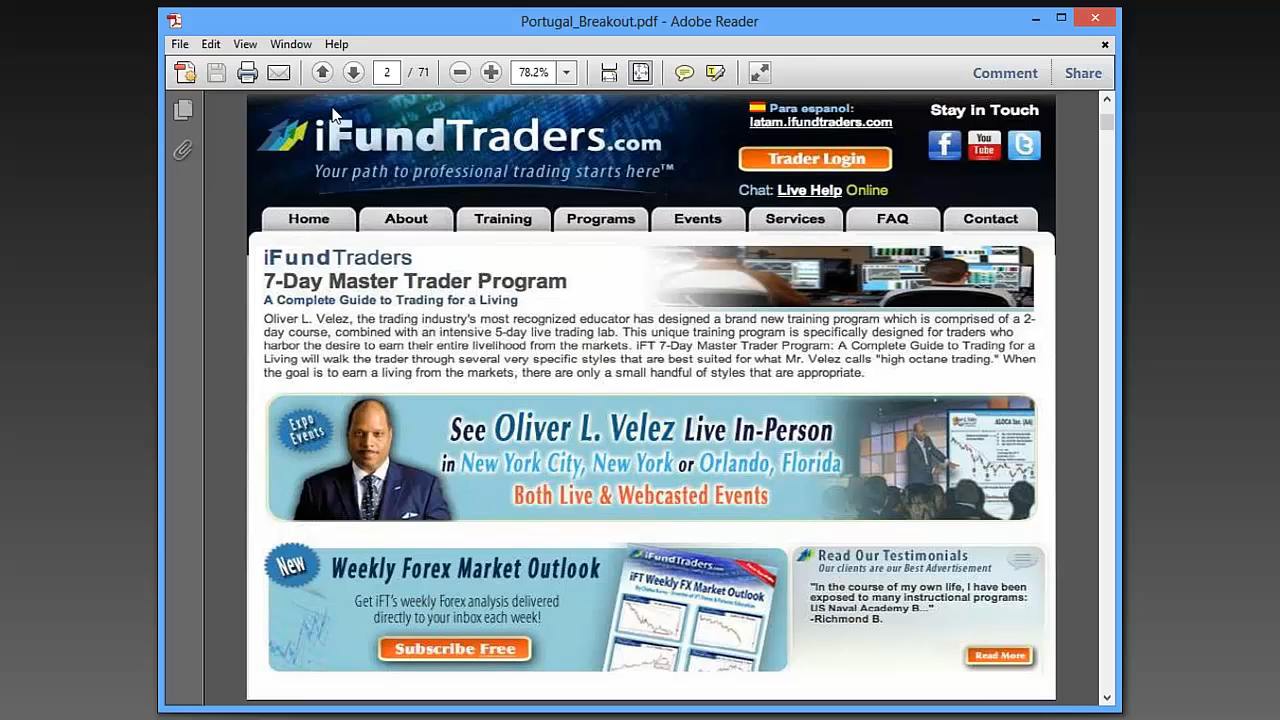 Portugal_Breakout.pdf - Adobe Reader
File Edit View Window Help
2 / 71 78.2% Comment Share
iFundTraders.com
Your path to professional trading starts here™
Para espanol:
latam.ifundtraders.com
Trader Login
Chat: Live Help Online
Stay In Touch
You Tube
Home About Training Programs Events Services FAQ Contact
iFundTraders
7-Day Master Trader Program
A Complete Guide to Trading for a Living
Oliver L. Velez, the trading industry's most recognized educator has designed a brand new training program which is comprised of a 2-
day course, combined with an intensive 5-day live trading lab. This unique training program is specifically designed for traders who
harbor the desire to earn their entire livelihood from the markets. iFT 7-Day Master Trader Program: A Complete Guide to Trading for a
Living will walk the trader through several very specific styles that are best suited for what Mr. Velez calls "high octane trading." When
the goal is to earn a living from the markets, there are only a small handful of styles that are appropriate.
Expo Events
See Oliver L. Velez Live In-Person
in New York City, New York or Orlando, Florida
Both Live & Webcasted Events
New
Weekly Forex Market Outlook
Get iFT's weekly Forex analysis delivered
directly to your inbox each week!
Subscribe Free
iFundTraders.com
iFT Weekly FX Market Outlook
Read Our Testimonials
Our clients are our Best Advertisement
"In the course of my own life, I have been
exposed to many instructional programs:
US Naval Academy B..."
-Richmond B.
Read More